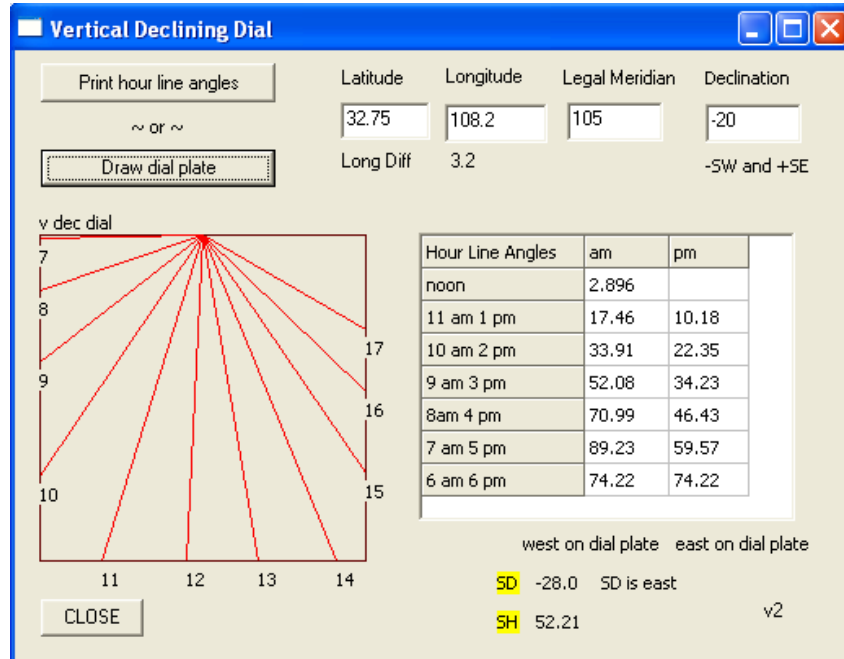 Vertical Declining Dial
Print hour line angles
~ or ~
Draw dial plate
Latitude Longitude Legal Meridian Declination
32.75 108.2 105 -20
Long Diff 3.2 -SW and +SE
v dec dial
7
8
9
10
11 12 13 14
15
16
17
Hour Line Angles am pm
noon 2.896
11 am 1 pm 17.46 10.18
10 am 2 pm 33.91 22.35
9 am 3 pm 52.08 34.23
8am 4 pm 70.99 46.43
7 am 5 pm 89.23 59.57
6 am 6 pm 74.22 74.22
west on dial plate east on dial plate
SD -28.0 SD is east
SH 52.21
v2
CLOSE